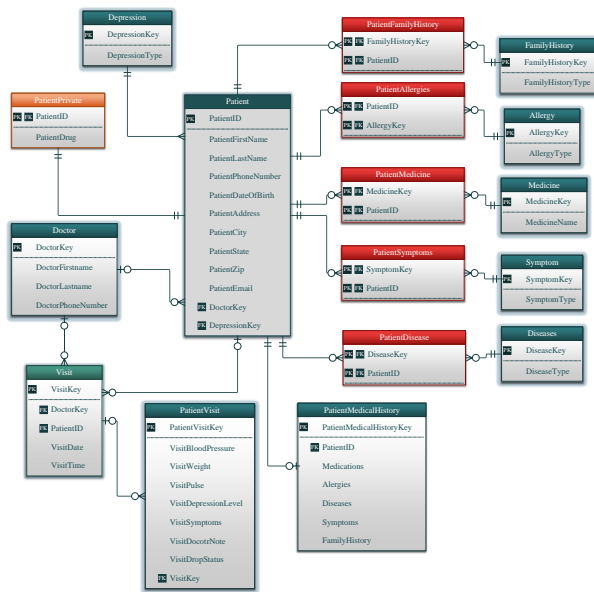 Depression
PK DepressionKey
DepressionType
PatientPrivate
PK FK PatientID
PatientDrug
Doctor
PK DoctorKey
DoctorFirstname
DoctorLastname
DoctorPhoneNumber
Visit
PK VisitKey
FK DoctorKey
FK PatientID
VisitDate
VisitTime
Patient
PK PatientID
PatientFirstName
PatientLastName
PatientPhoneNumber
PatientDateOfBirth
PatientAddress
PatientCity
PatientState
PatientZip
PatientEmail
FK DoctorKey
FK DepressionKey
PatientVisit
PK PatientVisitKey
VisitBloodPressure
VisitWeight
VisitPulse
VisitDepressionLevel
VisitSymptoms
VisitDocotrNote
VisitDropStatus
FK VisitKey
PatientFamilyHistory
PK FK FamilyHistoryKey
PK FK PatientID
PatientAllergies
PK FK PatientID
PK FK AllergyKey
PatientMedicine
PK FK MedicineKey
PK FK PatientID
PatientSymptoms
PK FK SymptomKey
PK FK PatientID
PatientDisease
PK FK DiseaseKey
PK FK PatientID
PatientMedicalHistory
PK PatientMedicalHistoryKey
FK PatientID
Medications
Alergies
Diseases
Symptoms
FamilyHistory
FamilyHistory
PK FamilyHistoryKey
FamilyHistoryType
Allergy
PK AllergyKey
AllergyType
Medicine
PK MedicineKey
MedicineName
Symptom
PK SymptomKey
SymptomType
Diseases
PK DiseaseKey
DiseaseType